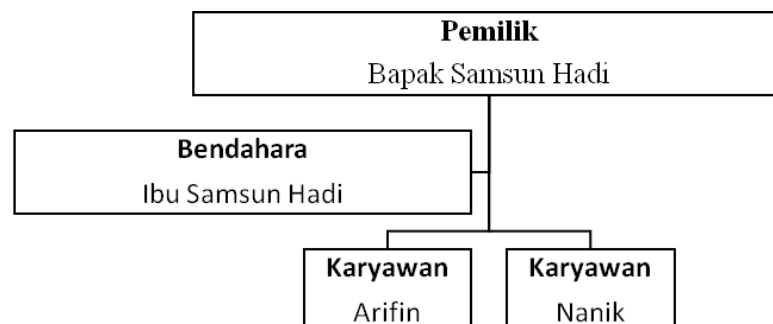 Pemilik
Bapak Samsun Hadi
Bendahara
Ibu Samsun Hadi
Karyawan
Arifin
Karyawan
Nanik